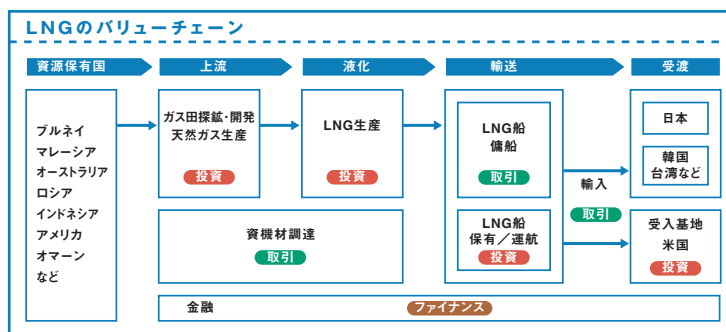 LNGのバリューチェーン
資源保有国
上流
液化
輸送
受渡
ブルネイ
マレーシア
オーストラリア
ロシア
インドネシア
アメリカ
オマーン
など
ガス田探鉱・開発
天然ガス生産
投資
LNG生産
投資
資機材調達
取引
LNG船
傭船
取引
LNG船
保有／運航
投資
輸入
取引
日本
韓国
台湾など
受入基地
米国
投資
金融
ファイナンス